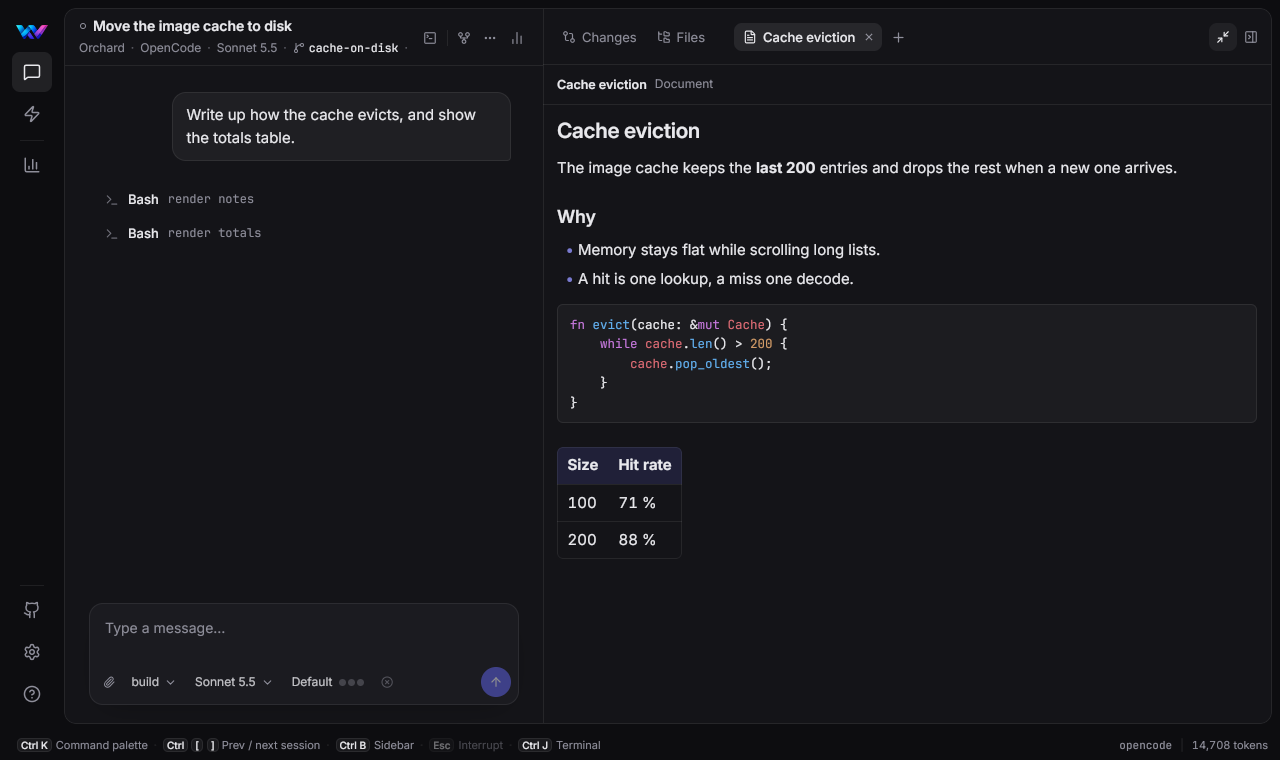 Move the image cache to disk
Orchard · OpenCode · Sonnet 5.5 · cache-on-disk ·
Write up how the cache evicts, and show
the totals table.
Bash render notes
Bash render totals
Type a message...
build Sonnet 5.5 Default
Changes Files Cache eviction
Cache eviction Document
Cache eviction
The image cache keeps the last 200 entries and drops the rest when a new one arrives.
Why
• Memory stays flat while scrolling long lists.
• A hit is one lookup, a miss one decode.
fn evict(cache: &mut Cache) {
    while cache.len() > 200 {
        cache.pop_oldest();
    }
}
Size Hit rate
100 71 %
200 88 %
Ctrl K Command palette · Ctrl [ ] Prev / next session · Ctrl B Sidebar · Esc Interrupt · Ctrl J Terminal
opencode 14,708 tokens